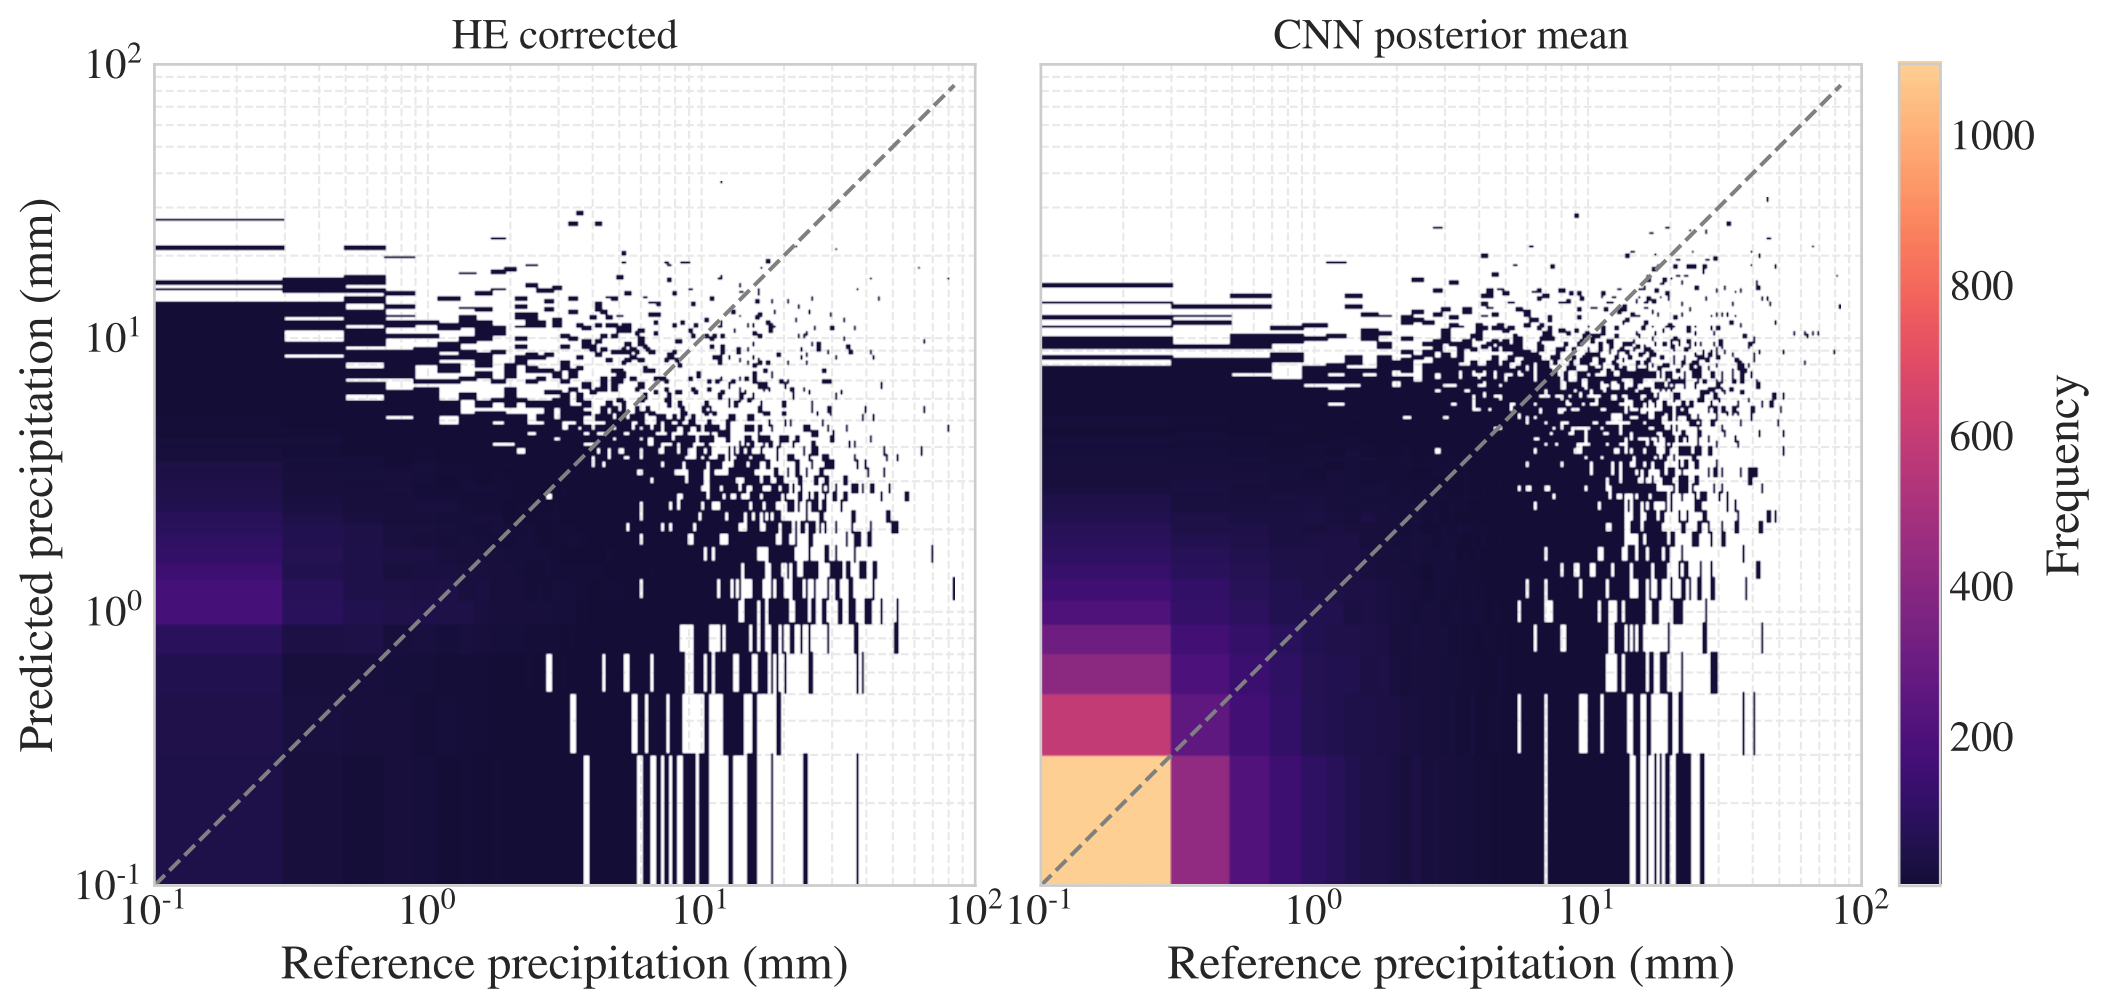 HE corrected
CNN posterior mean
Predicted precipitation (mm)
10²
10¹
10⁰
10⁻¹
10⁻¹ 10⁰ 10¹ 10²
10⁻¹ 10⁰ 10¹ 10²
Reference precipitation (mm)
Reference precipitation (mm)
1000
800
600
400
200
Frequency